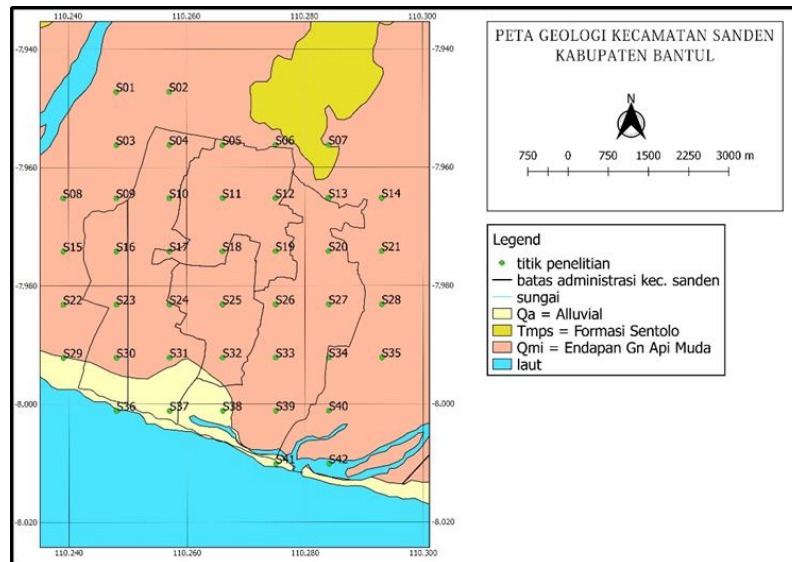 110.240 110.260 110.280 110.300
-7.940 -7.940
S01 S02
S03 S04 S05 S06 S07
-7.960 -7.960
S08 S09 S10 S11 S12 S13 S14
S15 S16 S17 S18 S19 S20 S21
-7.980 -7.980
S22 S23 S24 S25 S26 S27 S28
S29 S30 S31 S32 S33 S34 S35
-8.000 -8.000
S36 S37 S38 S39 S40
S41 S42
-8.020 -8.020
110.240 110.260 110.280 110.300
PETA GEOLOGI KECAMATAN SANDEN
KABUPATEN BANTUL
N
750 0 750 1500 2250 3000 m
Legend
titik penelitian
batas administrasi kec. sanden
sungai
Qa = Alluvial
Tmps = Formasi Sentolo
Qmi = Endapan Gn Api Muda
laut